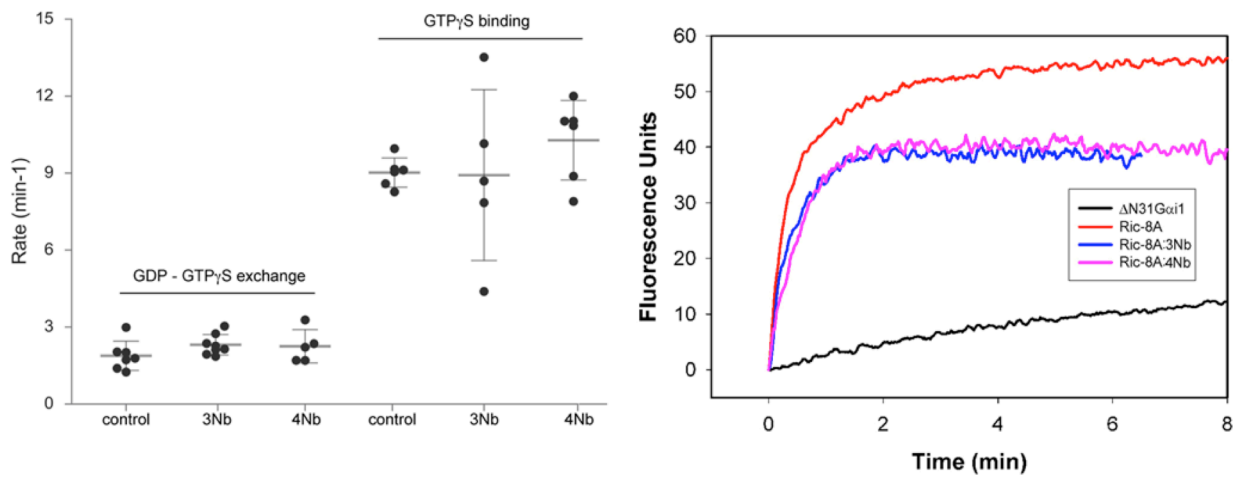 15
12
9
6
3
0
Rate (min-1)
GTPγS binding
GDP - GTPγS exchange
control
3Nb
4Nb
control
3Nb
4Nb
60
50
40
30
20
10
0
Fluorescence Units
ΔN31Gαi1
Ric-8A
Ric-8A:3Nb
Ric-8A:4Nb
0
2
4
6
8
Time (min)